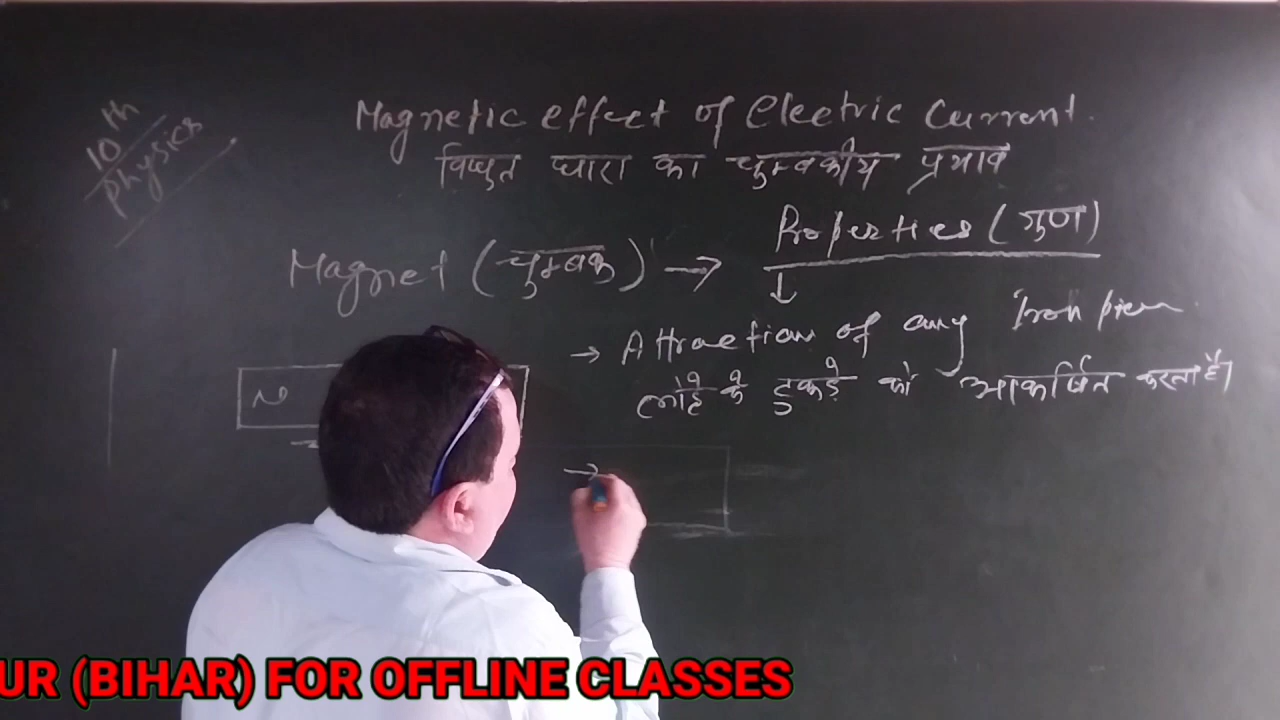 10th
Physics
Magnetic effect of Electric Current.
विधुत धारा का चुम्बकीय प्रभाव
Properties (गुण)
Magnet (चुम्बक) →
↓
→ Attraction of any Iron piece
लोहे के टुकड़े को आकर्षित करता है।
N
→
UR (BIHAR) FOR OFFLINE CLASSES